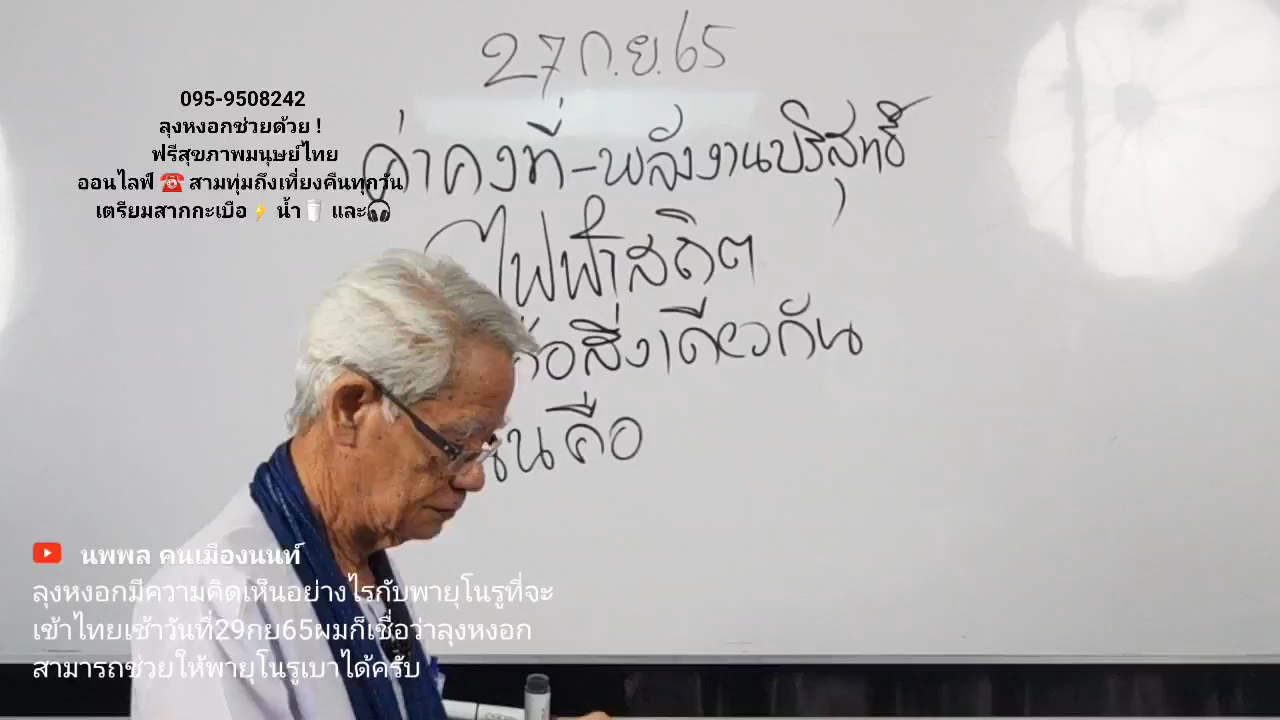 27 ก.ย. 65
ค่าคงที่-พลังงานบริสุทธิ์
ไฟฟ้าสถิต
คือสิ่งเดียวกัน
นั่นคือ
095-9508242
ลุงหงอกช่วยด้วย !
ฟรีสุขภาพมนุษย์ไทย
ออนไลฟ์ ☎️ สามทุ่มถึงเที่ยงคืนทุกวัน
เตรียมสากกะเบือ⚡ น้ำ🥛 และ🎧
นพพล คนเมืองนนท์
ลุงหงอกมีความคิดเห็นอย่างไรกับพายุโนรูที่จะ
เข้าไทยเช้าวันที่29กย65ผมก็เชื่อว่าลุงหงอก
สามารถช่วยให้พายุโนรูเบาได้ครับ